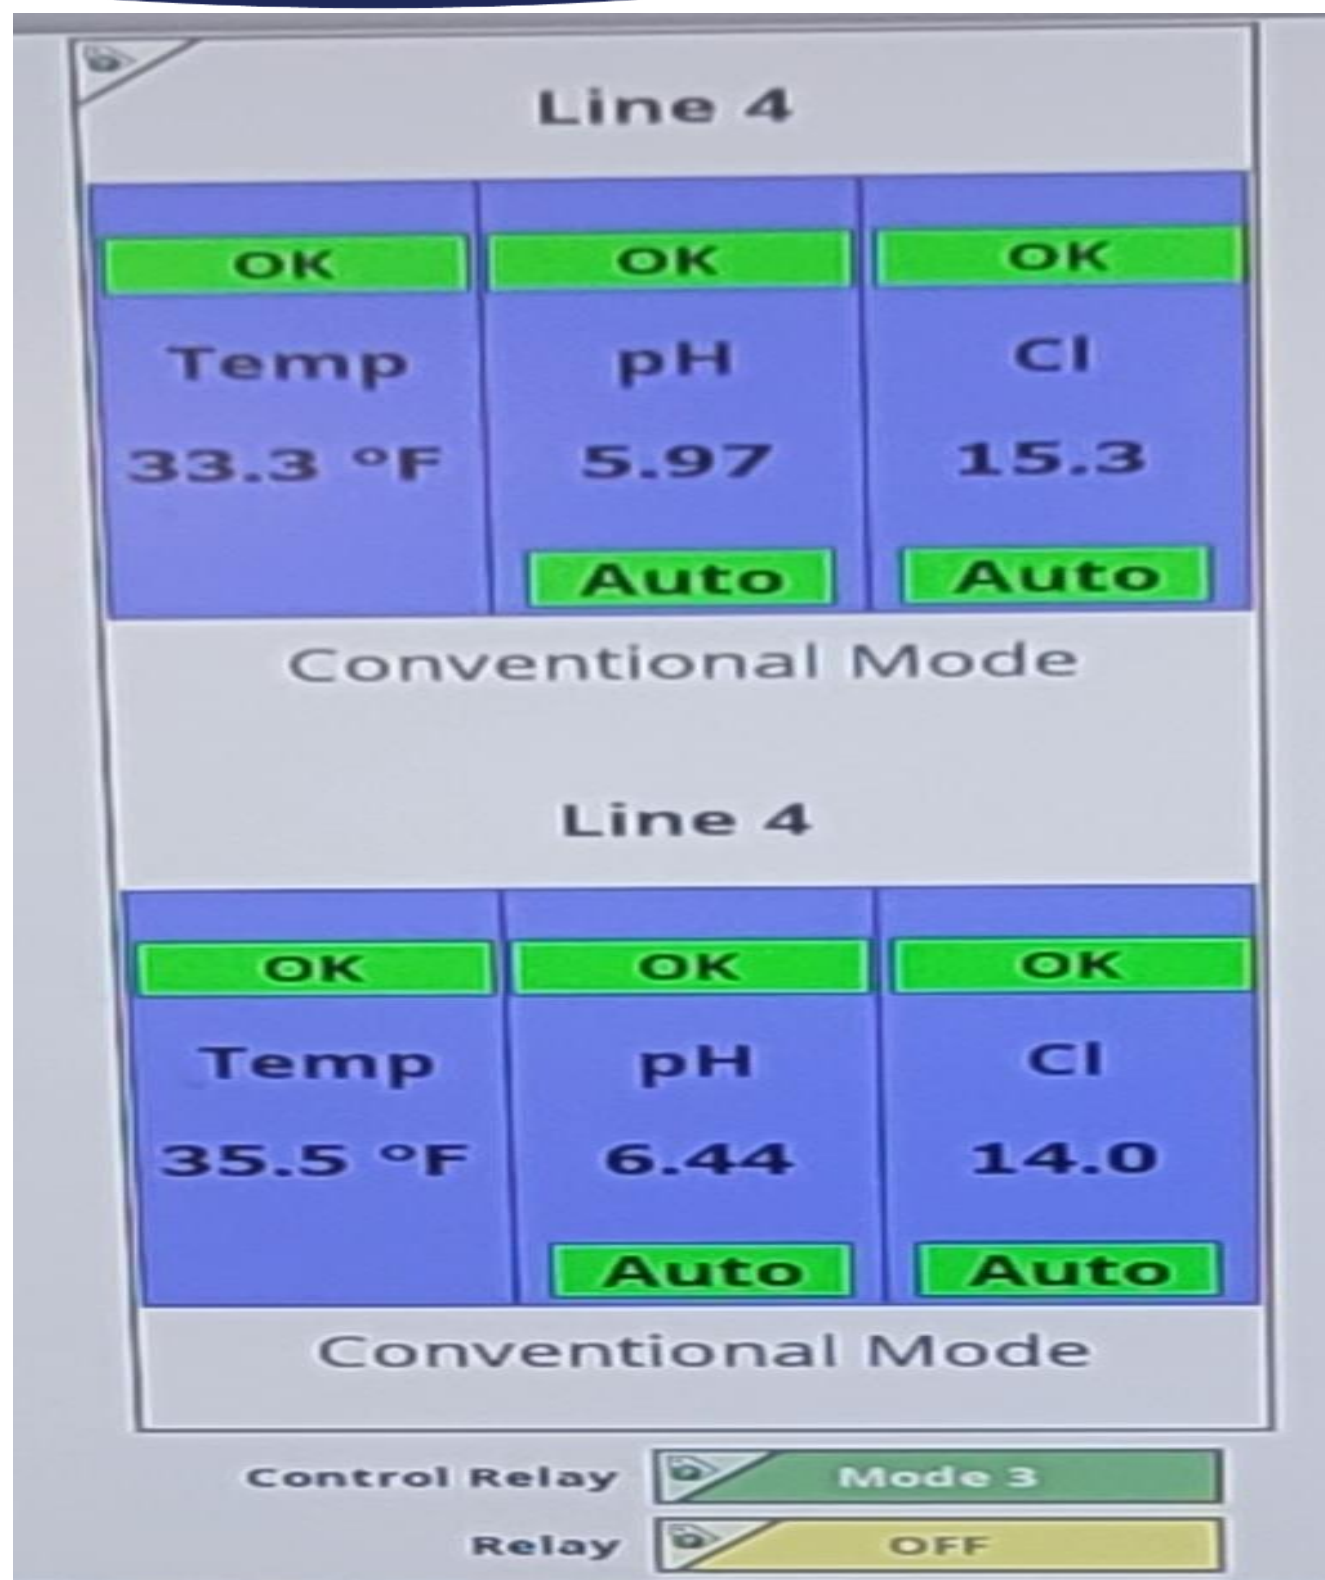 Line 4
OK OK OK
Temp pH Cl
33.3 °F 5.97 15.3
Auto Auto
Conventional Mode
Line 4
OK OK OK
Temp pH Cl
35.5 °F 6.44 14.0
Auto Auto
Conventional Mode
Control Relay Mode 3
Relay OFF